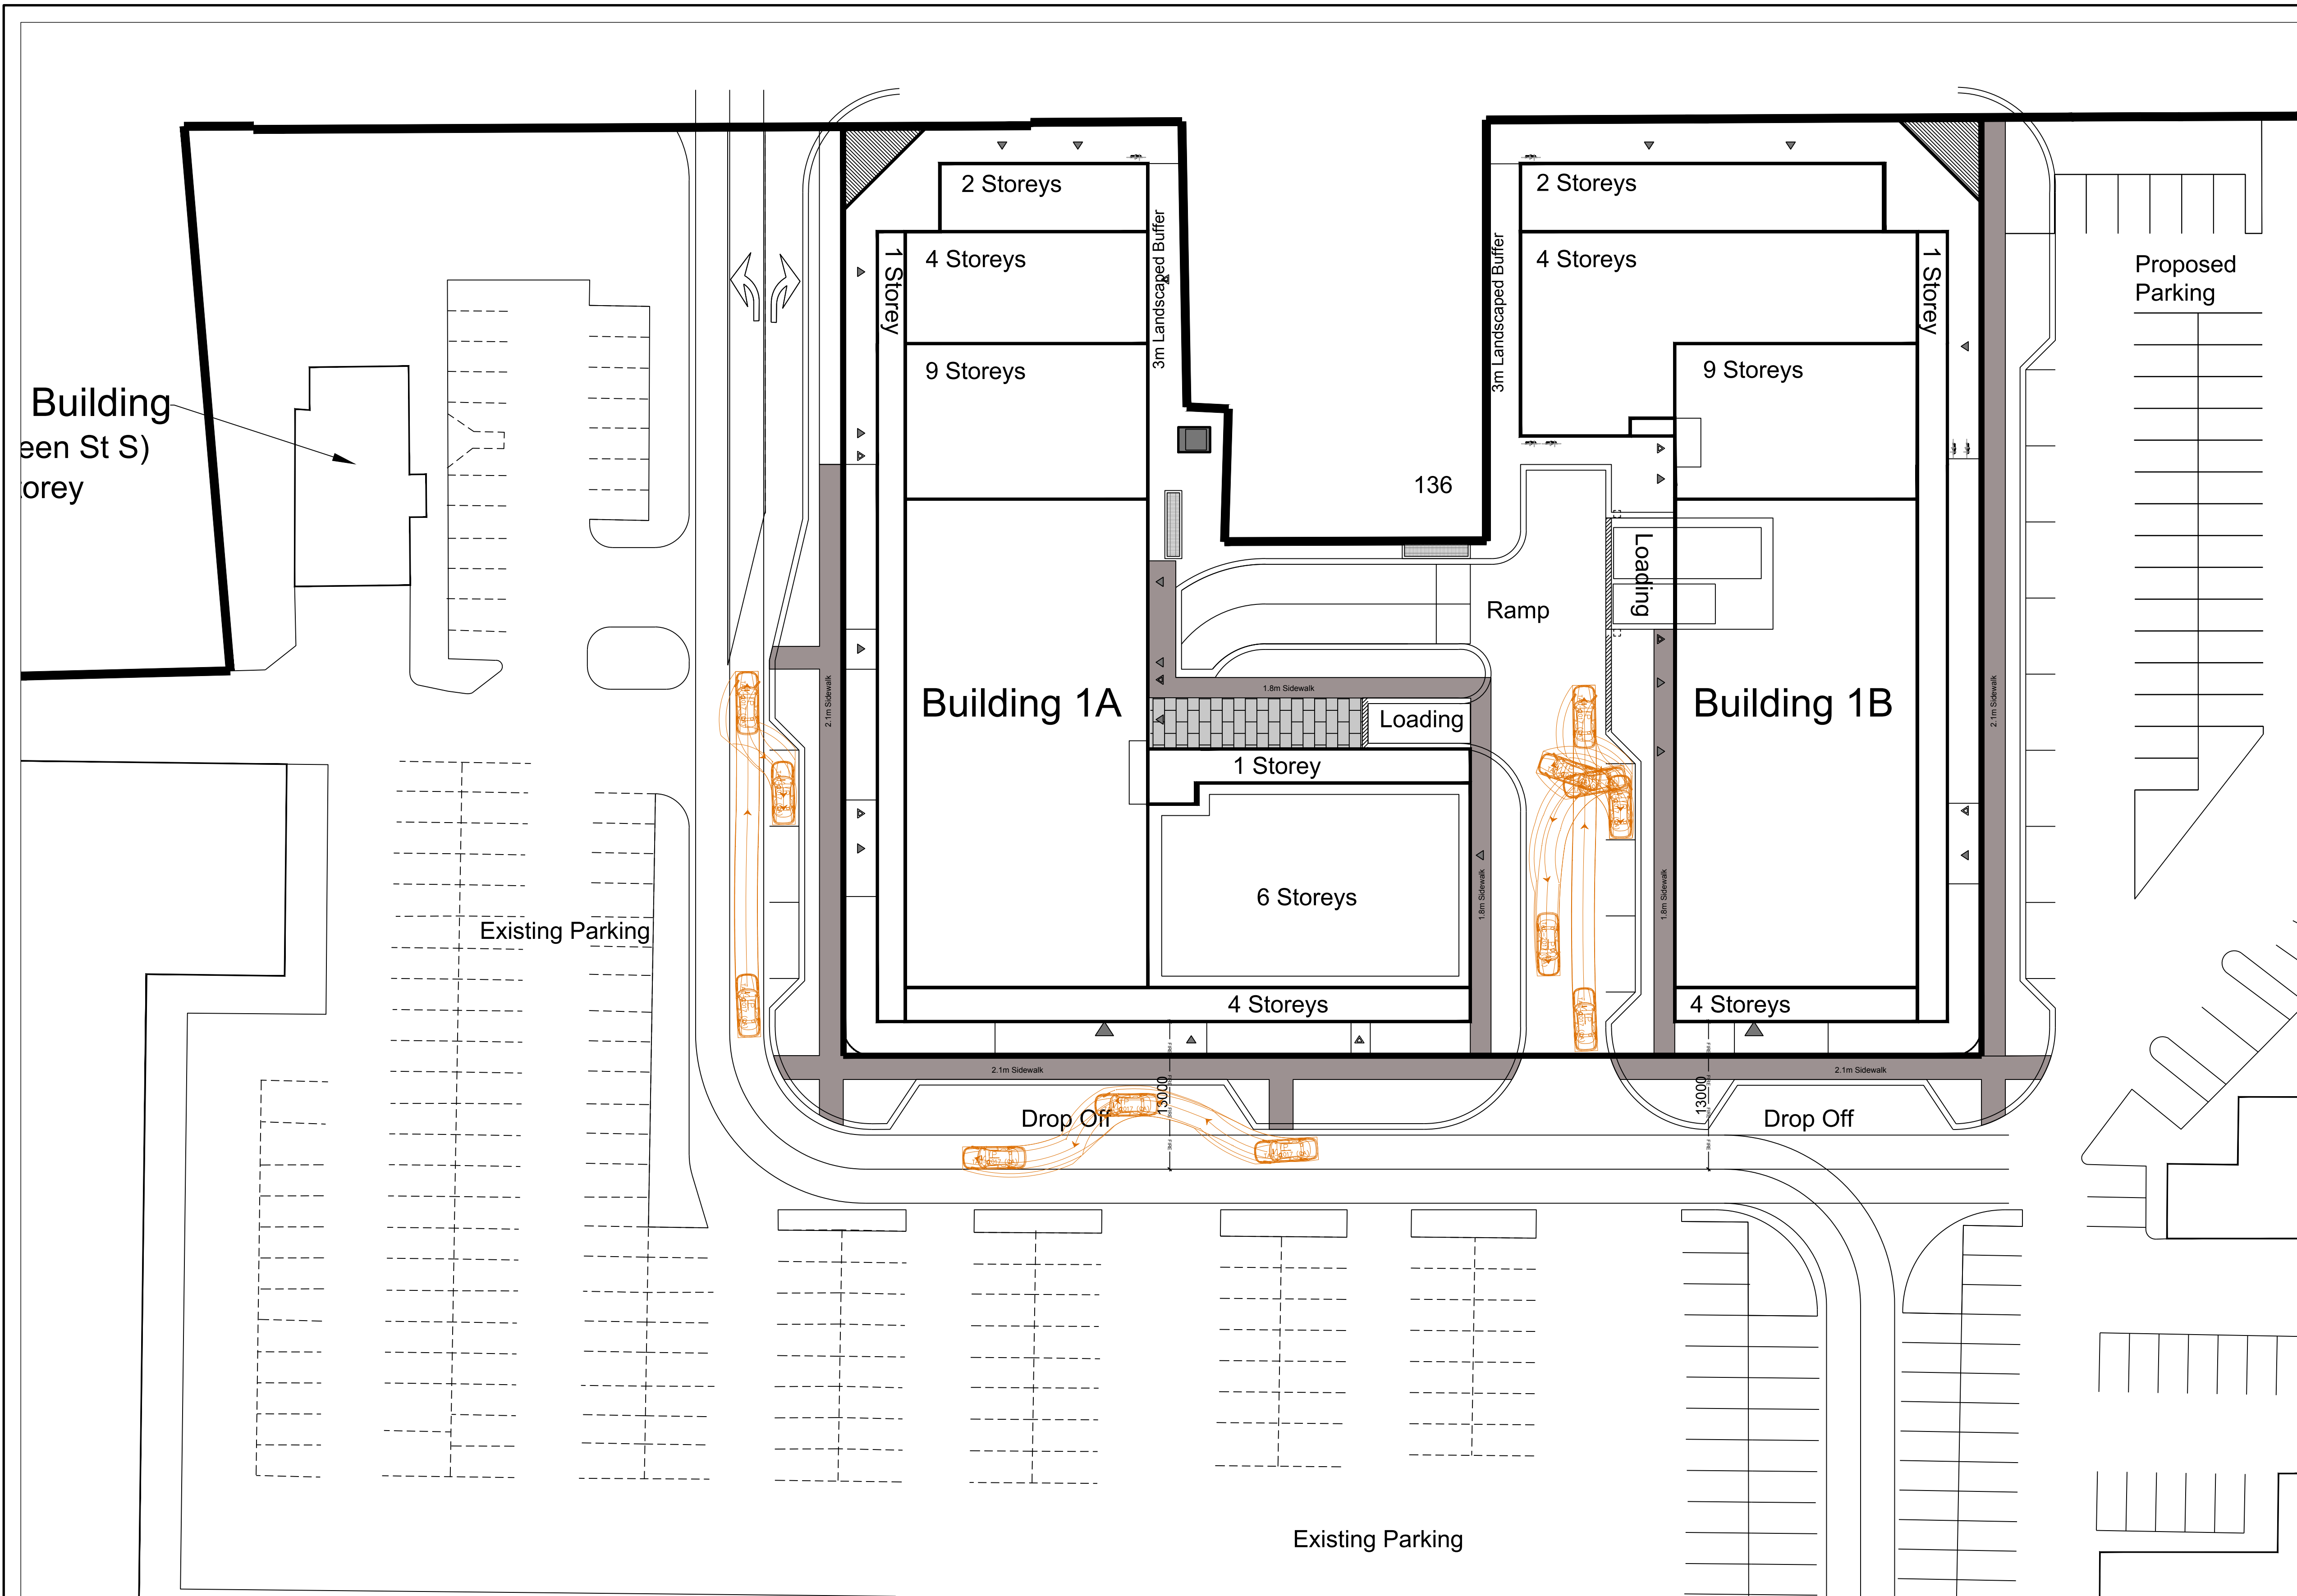 2 Storeys
2 Storeys
3m Landscaped Buffer
3m Landscaped Buffer
1 Storey
4 Storeys
4 Storeys
1 Storey
Proposed
Parking
9 Storeys
9 Storeys
Building
een St S)
orey
136
Loading
Ramp
Building 1A
1.8m Sidewalk
Loading
Building 1B
2.1m Sidewalk
2.1m Sidewalk
1 Storey
6 Storeys
1.8m Sidewalk
1.8m Sidewalk
Existing Parking
4 Storeys
4 Storeys
2.1m Sidewalk
2.1m Sidewalk
13000
13000
Drop Off
Drop Off
Existing Parking